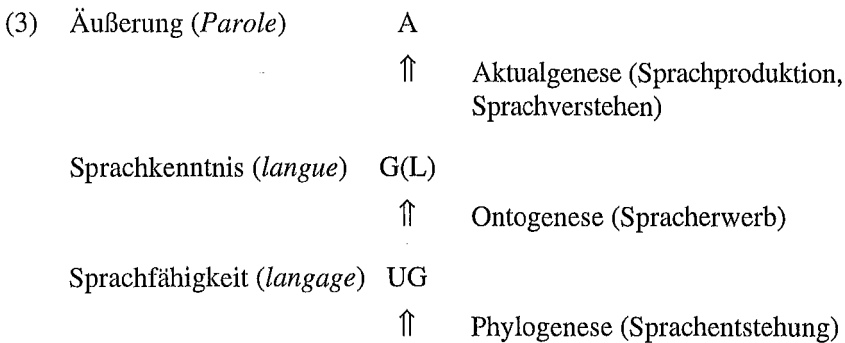 (3) Äußerung (Parole) A
⇑ Aktualgenese (Sprachproduktion,
Sprachverstehen)
Sprachkenntnis (langue) G(L)
⇑ Ontogenese (Spracherwerb)
Sprachfähigkeit (langage) UG
⇑ Phylogenese (Sprachentstehung)